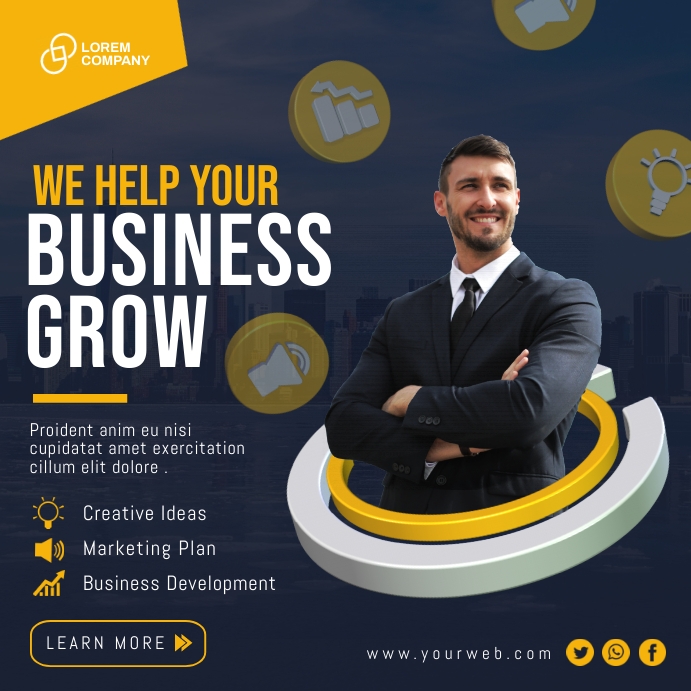 LOREM
COMPANY
WE HELP YOUR
BUSINESS
GROW
Proident anim eu nisi
cupidatat amet exercitation
cillum elit dolore .
Creative Ideas
Marketing Plan
Business Development
LEARN MORE
www.yourweb.com